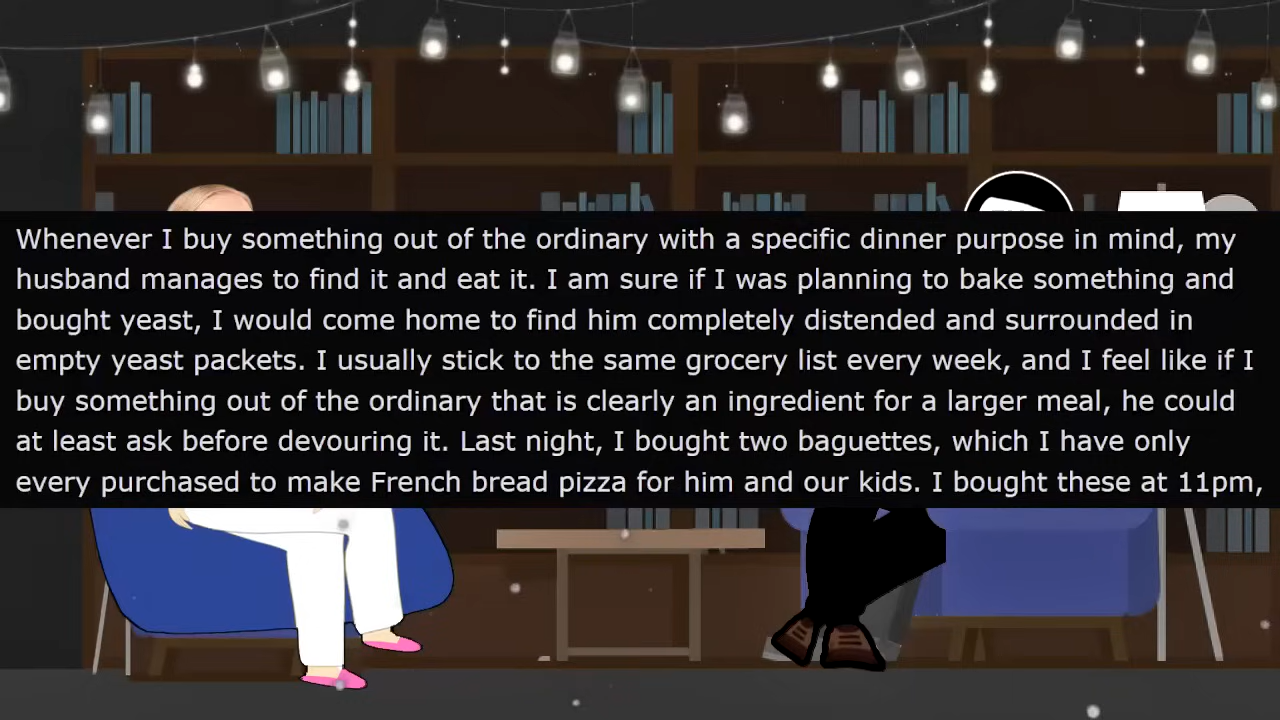 Whenever I buy something out of the ordinary with a specific dinner purpose in mind, my
husband manages to find it and eat it. I am sure if I was planning to bake something and
bought yeast, I would come home to find him completely distended and surrounded in
empty yeast packets. I usually stick to the same grocery list every week, and I feel like if I
buy something out of the ordinary that is clearly an ingredient for a larger meal, he could
at least ask before devouring it. Last night, I bought two baguettes, which I have only
every purchased to make French bread pizza for him and our kids. I bought these at 11pm,